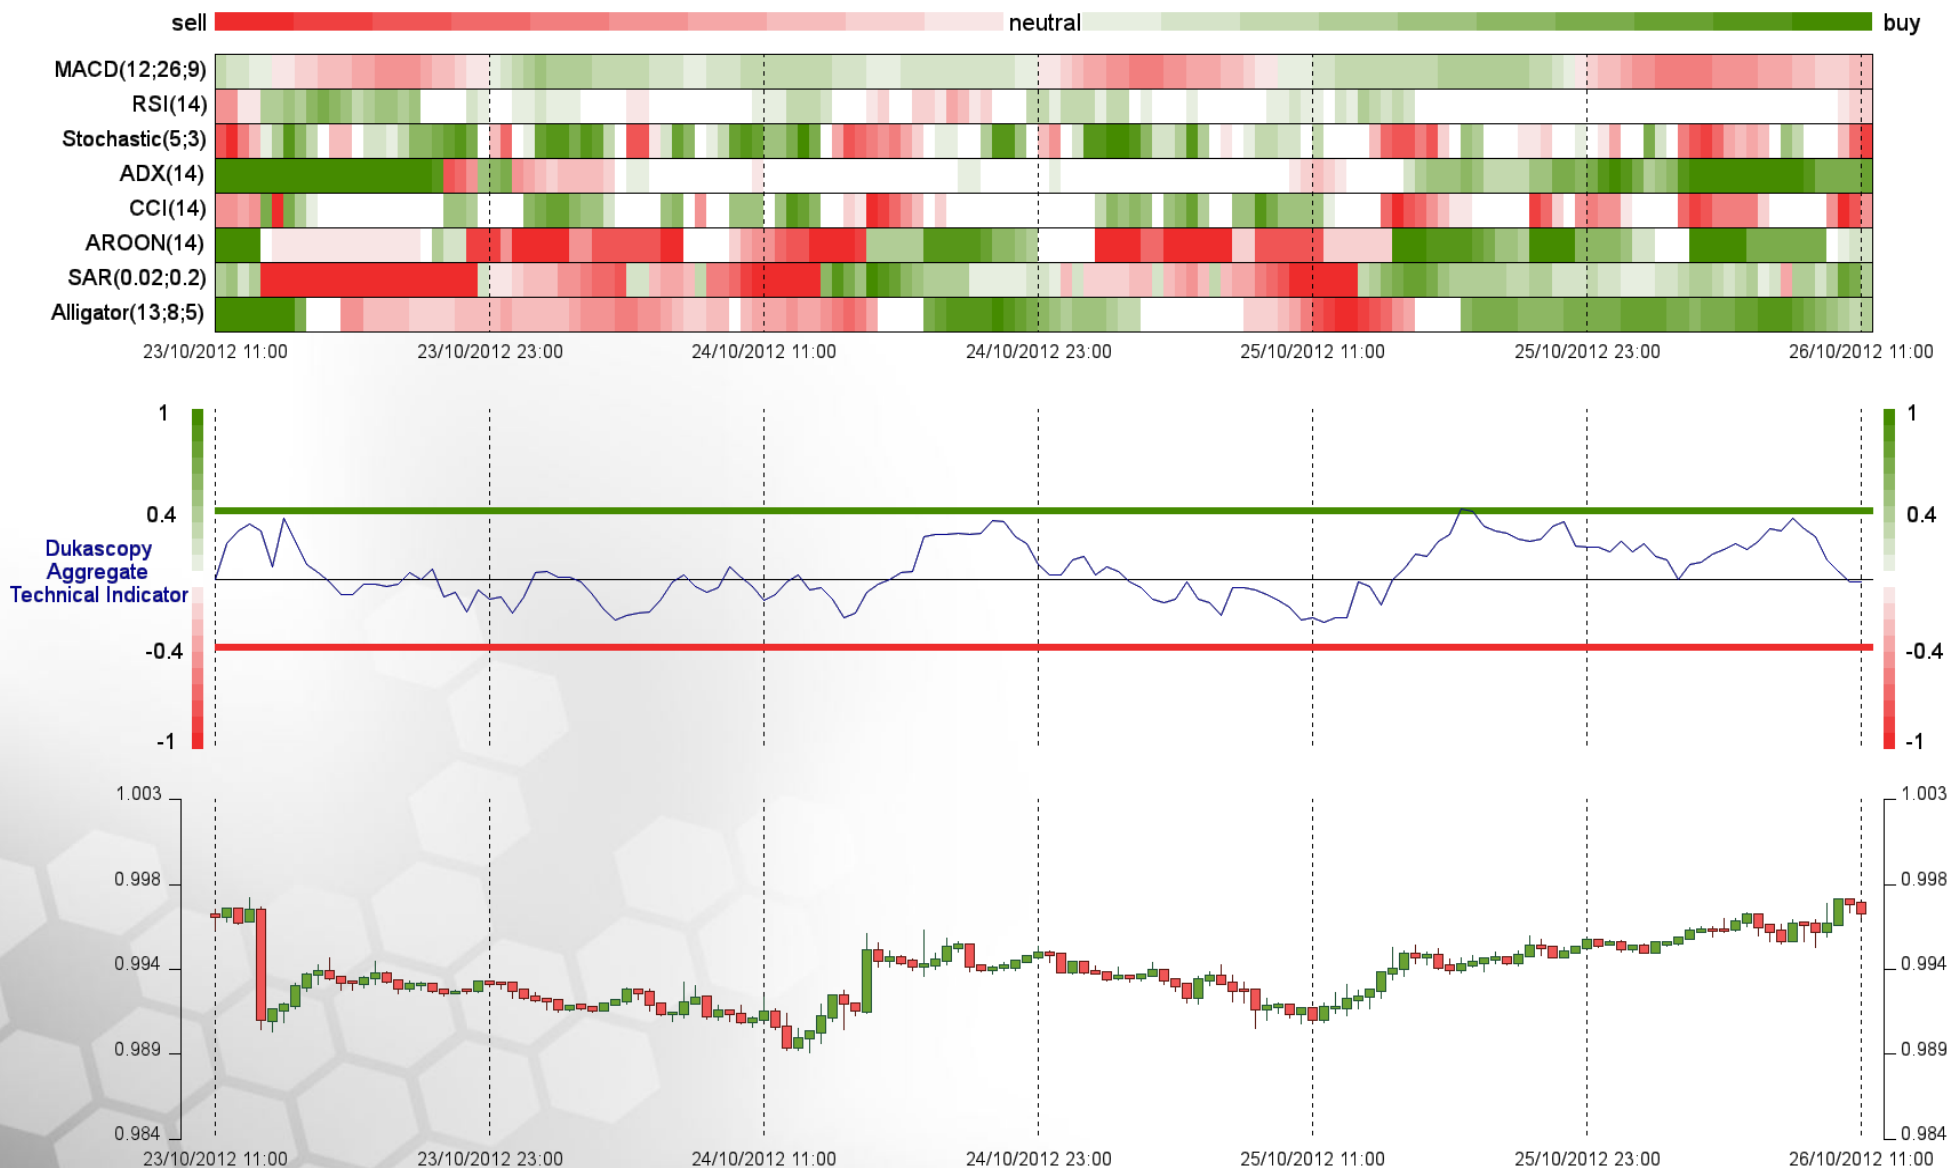 sell neutral buy
MACD(12;26;9)
RSI(14)
Stochastic(5;3)
ADX(14)
CCI(14)
AROON(14)
SAR(0.02;0.2)
Alligator(13;8;5)
23/10/2012 11:00 23/10/2012 23:00 24/10/2012 11:00 24/10/2012 23:00 25/10/2012 11:00 25/10/2012 23:00 26/10/2012 11:00
1 1
0.4 0.4
Dukascopy
Aggregate
Technical Indicator
-0.4 -0.4
-1 -1
1.003 1.003
0.998 0.998
0.994 0.994
0.989 0.989
0.984 0.984
23/10/2012 11:00 23/10/2012 23:00 24/10/2012 11:00 24/10/2012 23:00 25/10/2012 11:00 25/10/2012 23:00 26/10/2012 11:00